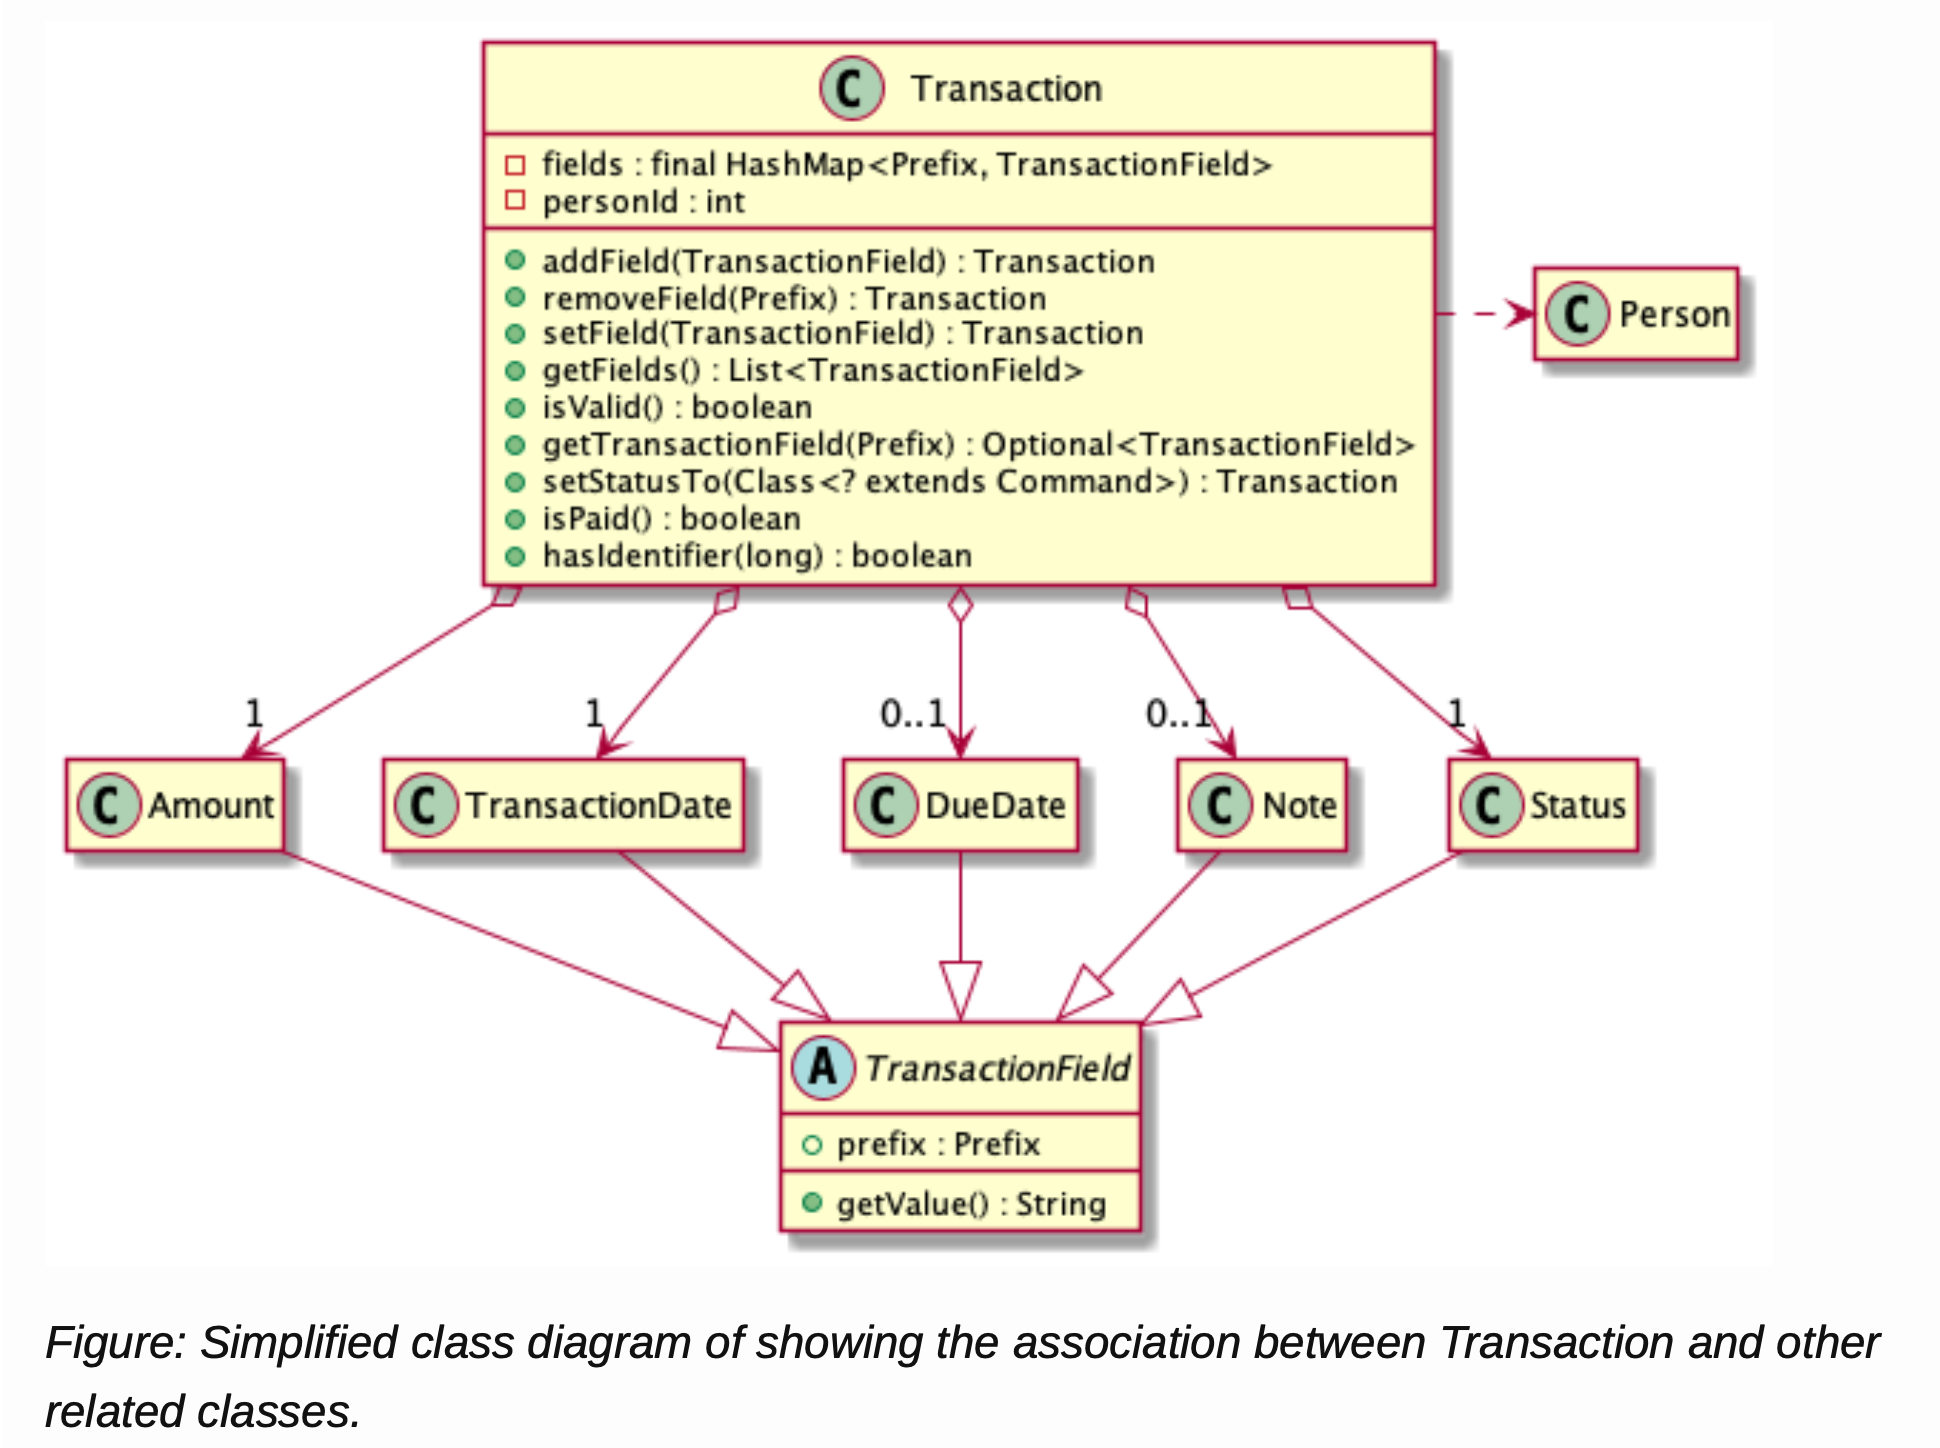 C Transaction
fields : final HashMap<Prefix, TransactionField>
personId : int
addField(TransactionField) : Transaction
removeField(Prefix) : Transaction
setField(TransactionField) : Transaction
getFields() : List<TransactionField>
isValid() : boolean
getTransactionField(Prefix) : Optional<TransactionField>
setStatusTo(Class<? extends Command>) : Transaction
isPaid() : boolean
hasIdentifier(long) : boolean
C Person
1
1
0..1
0..1
1
C Amount
C TransactionDate
C DueDate
C Note
C Status
A TransactionField
prefix : Prefix
getValue() : String
Figure: Simplified class diagram of showing the association between Transaction and other
related classes.